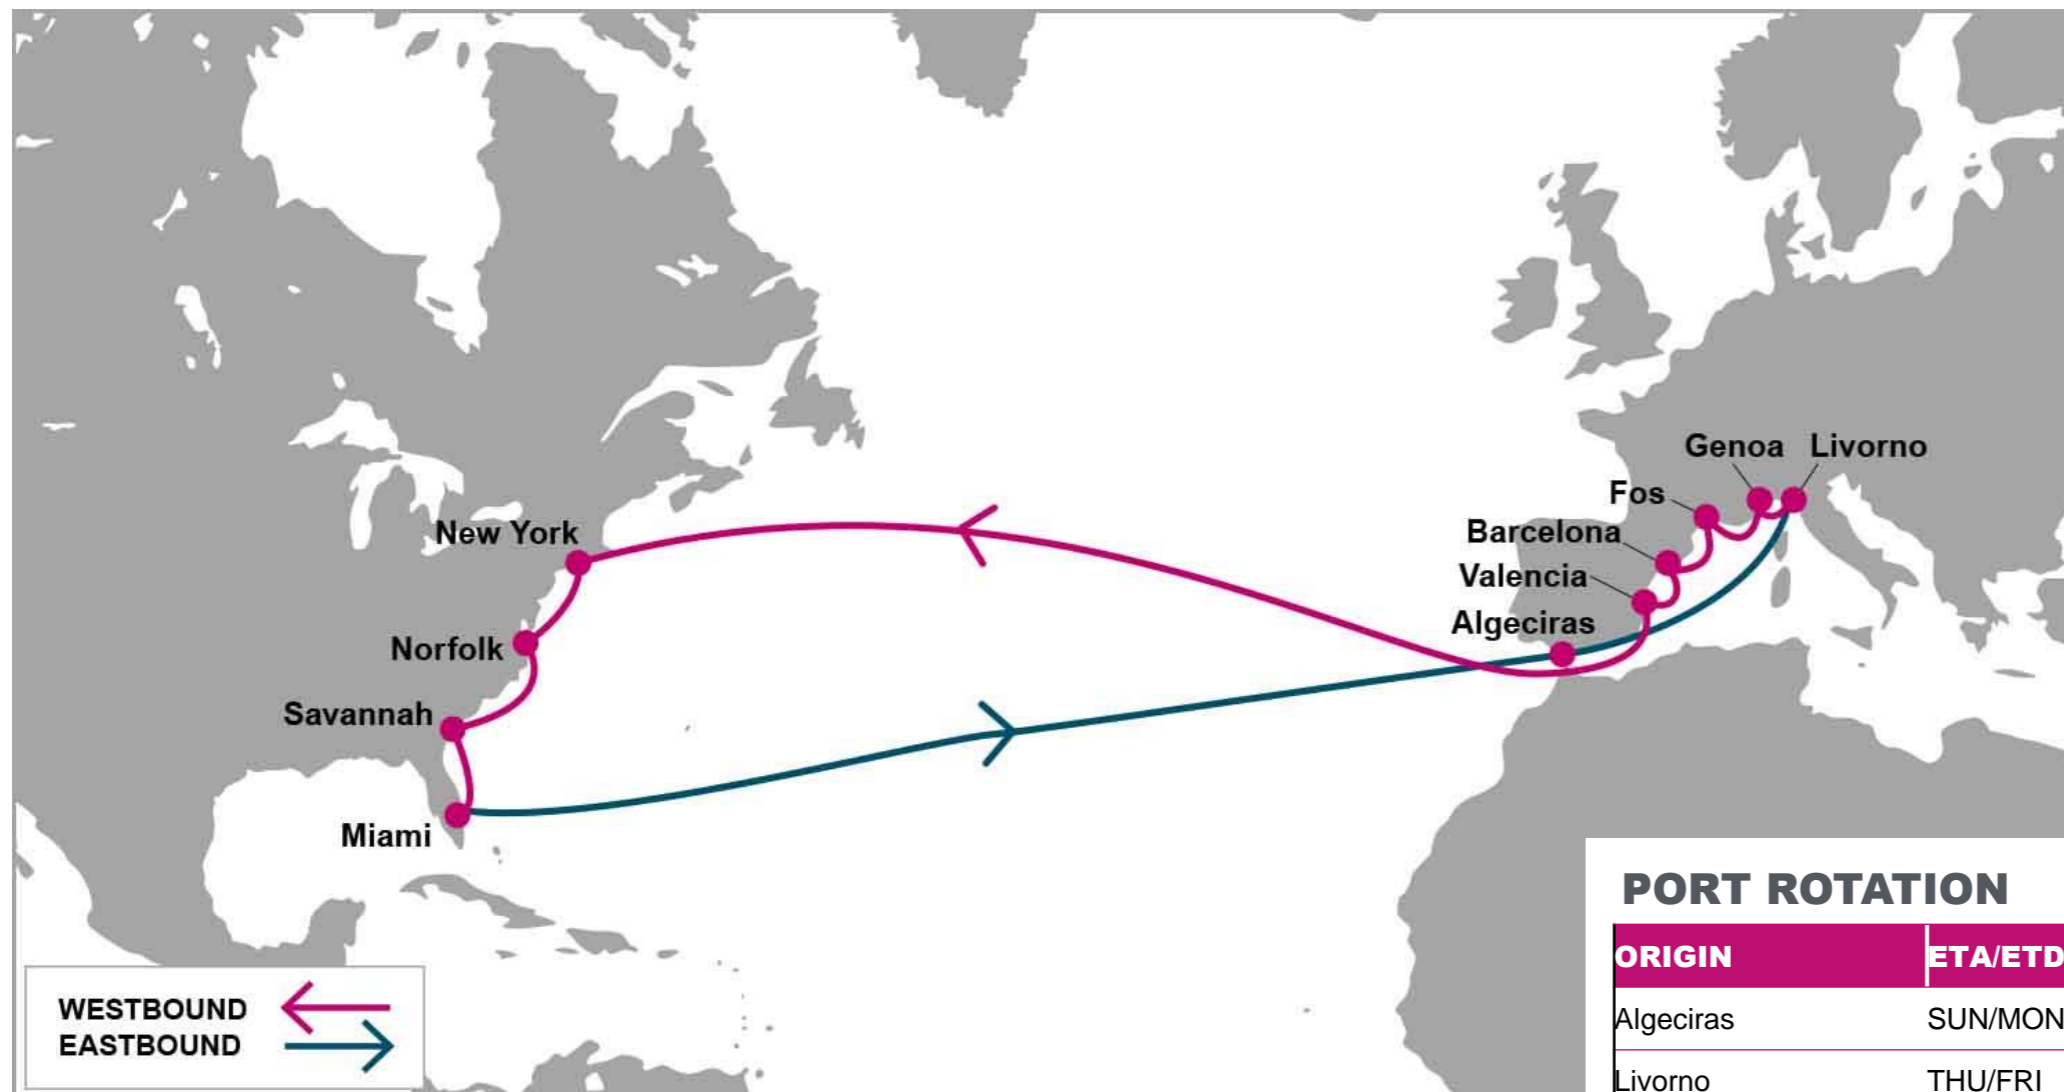 Genoa Livorno
Fos
Barcelona
Valencia
Algeciras
New York
Norfolk
Savannah
Miami
WESTBOUND
EASTBOUND
PORT ROTATION
ORIGIN ETA/ETD
Algeciras SUN/MON
Livorno THU/FRI